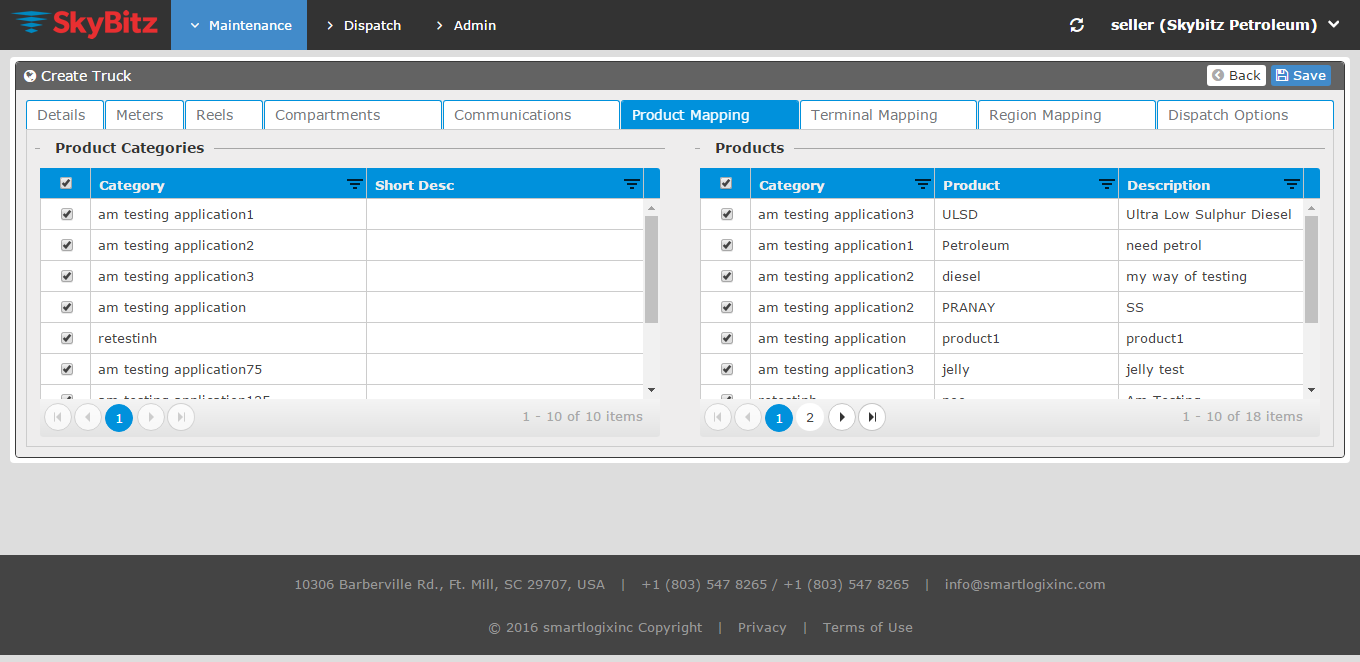 SkyBitz Maintenance Dispatch Admin seller (Skybitz Petroleum)
Create Truck Back Save
Details Meters Reels Compartments Communications Product Mapping Terminal Mapping Region Mapping Dispatch Options
Product Categories
Category Short Desc
am testing application1
am testing application2
am testing application3
am testing application
retestinh
am testing application75
am testing application125
1 1 - 10 of 10 items
Products
Category Product Description
am testing application3 ULSD Ultra Low Sulphur Diesel
am testing application1 Petroleum need petrol
am testing application2 diesel my way of testing
am testing application2 PRANAY SS
am testing application product1 product1
am testing application3 jelly jelly test
retestinh Am Testing
1 2 1 - 10 of 18 items
10306 Barberville Rd., Ft. Mill, SC 29707, USA | +1 (803) 547 8265 / +1 (803) 547 8265 | info@smartlogixinc.com
© 2016 smartlogixinc Copyright | Privacy | Terms of Use